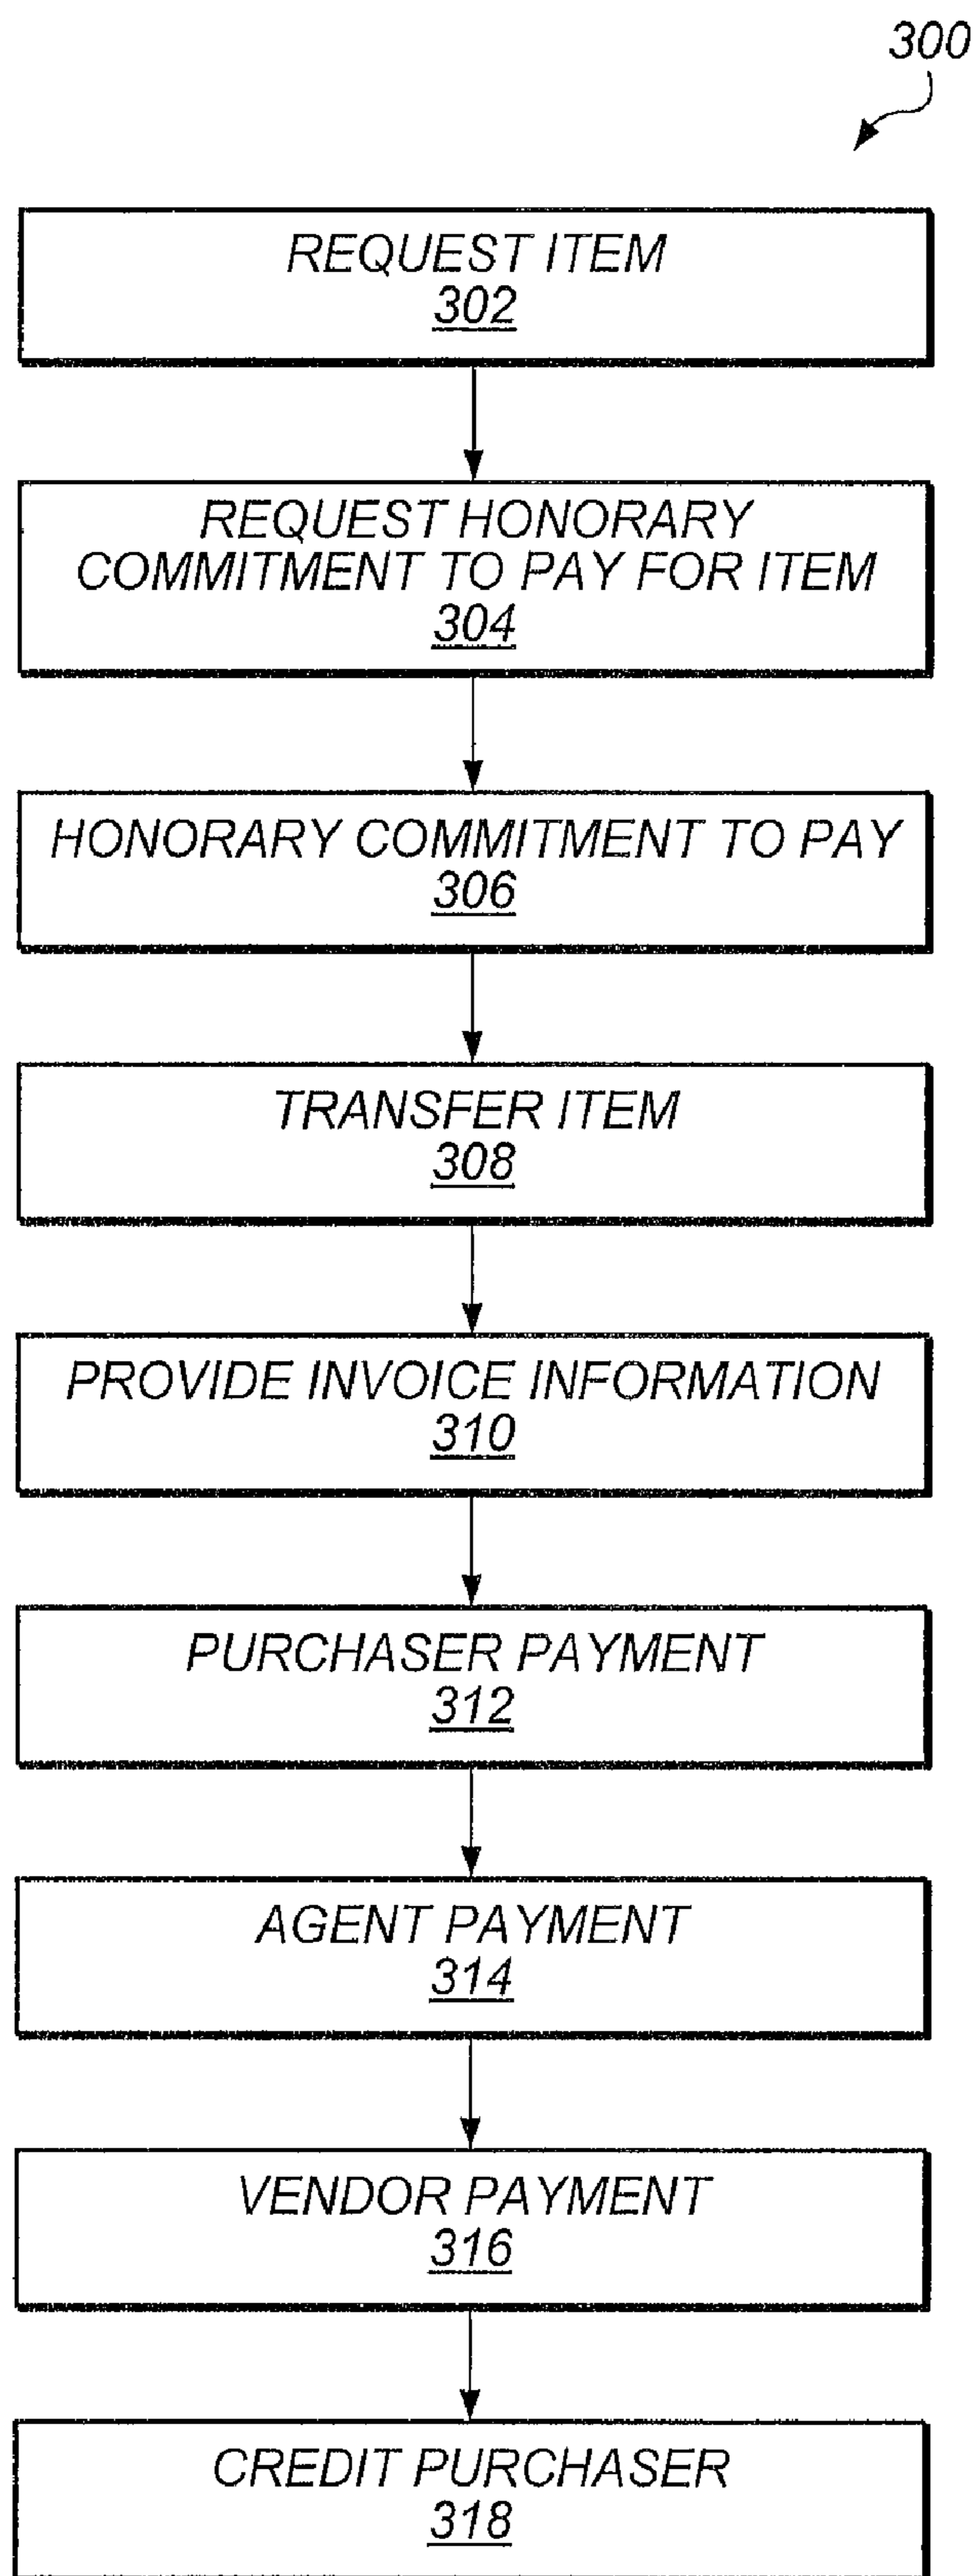 300
REQUEST ITEM
302
REQUEST HONORARY
COMMITMENT TO PAY FOR ITEM
304
HONORARY COMMITMENT TO PAY
306
TRANSFER ITEM
308
PROVIDE INVOICE INFORMATION
310
PURCHASER PAYMENT
312
AGENT PAYMENT
314
VENDOR PAYMENT
316
CREDIT PURCHASER
318